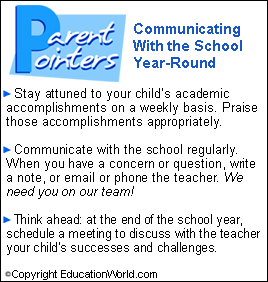 Parent Pointers
Communicating
With the School
Year-Round
Stay attuned to your child's academic
accomplishments on a weekly basis. Praise
those accomplishments appropriately.
Communicate with the school regularly.
When you have a concern or question, write
a note, or email or phone the teacher. We
need you on our team!
Think ahead: at the end of the school year,
schedule a meeting to discuss with the teacher
your child's successes and challenges.
©Copyright EducationWorld.com